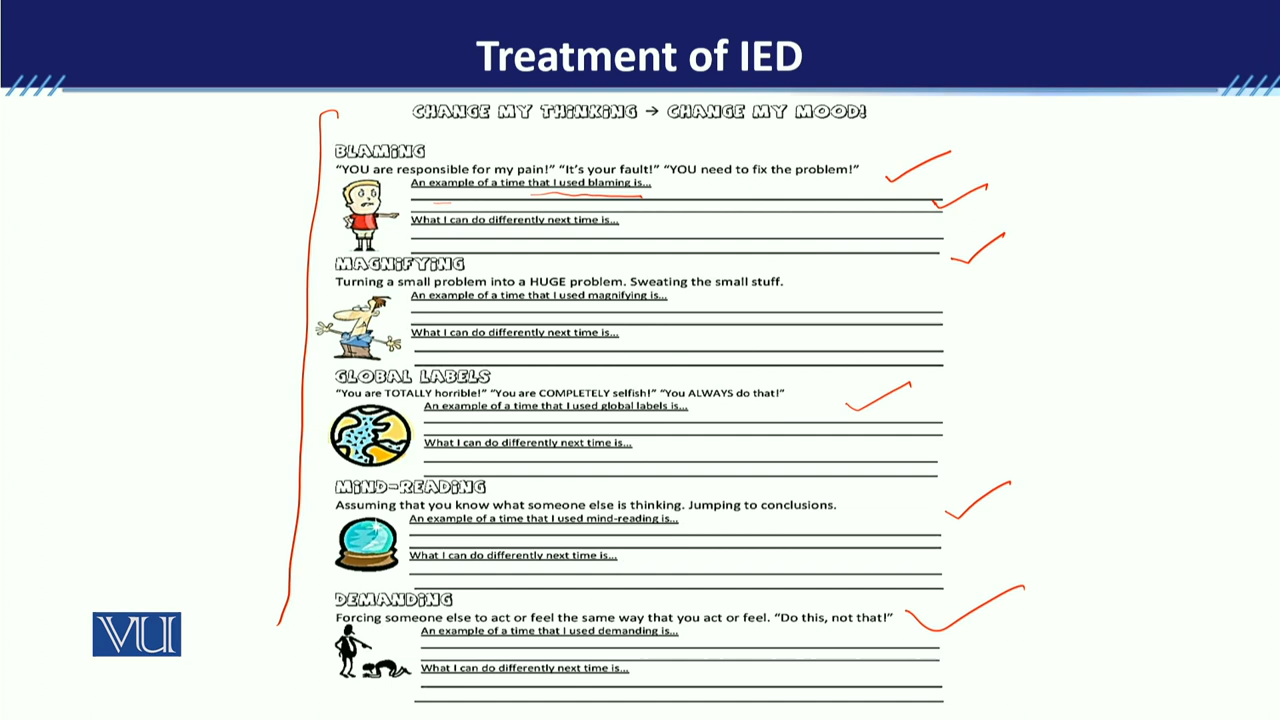 Treatment of IED
CHANGE MY THINKING → CHANGE MY MOOD!
BLAMING
“YOU are responsible for my pain!” “It’s your fault!” “YOU need to fix the problem!”
An example of a time that I used blaming is...
What I can do differently next time is...
MAGNIFYING
Turning a small problem into a HUGE problem. Sweating the small stuff.
An example of a time that I used magnifying is...
What I can do differently next time is...
GLOBAL LABELS
“You are TOTALLY horrible!” “You are COMPLETELY selfish!” “You ALWAYS do that!”
An example of a time that I used global labels is...
What I can do differently next time is...
MIND-READING
Assuming that you know what someone else is thinking. Jumping to conclusions.
An example of a time that I used mind-reading is...
What I can do differently next time is...
DEMANDING
Forcing someone else to act or feel the same way that you act or feel. “Do this, not that!”
An example of a time that I used demanding is...
What I can do differently next time is...
VU